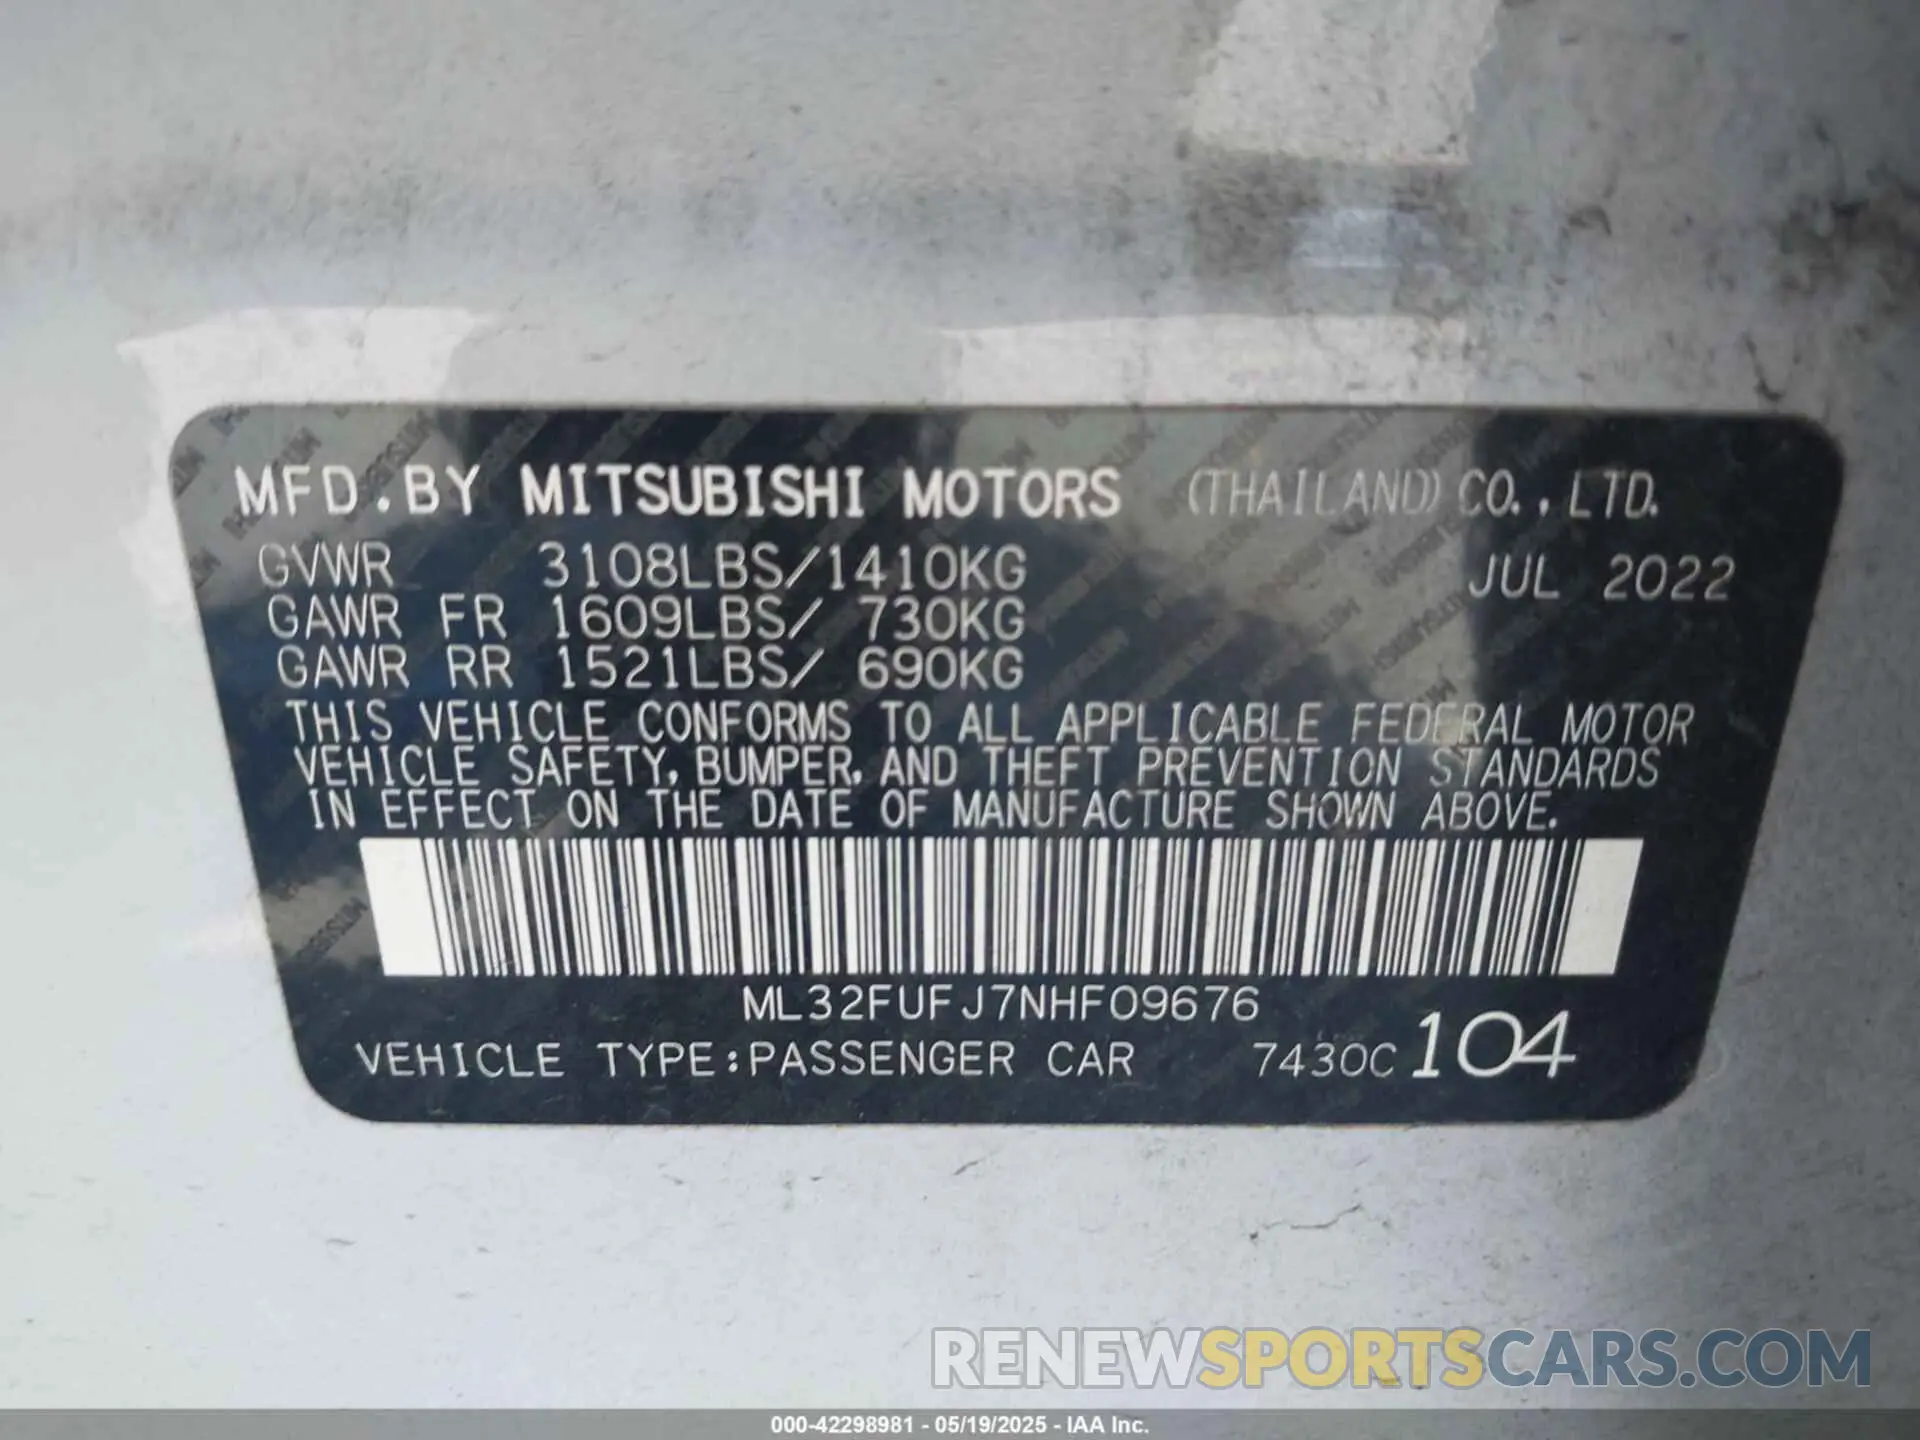 MFD.BY MITSUBISHI MOTORS (THAILAND) CO., LTD.
GVWR 3108LBS/1410KG JUL 2022
GAWR FR 1609LBS/ 730KG
GAWR RR 1521LBS/ 690KG
THIS VEHICLE CONFORMS TO ALL APPLICABLE FEDERAL MOTOR
VEHICLE SAFETY, BUMPER, AND THEFT PREVENTION STANDARDS
IN EFFECT ON THE DATE OF MANUFACTURE SHOWN ABOVE.
ML32FUFJ7NHF09676
VEHICLE TYPE:PASSENGER CAR 7430C 104
RENEWSPORTSCARS.COM
000-42298981 - 05/19/2025 - IAA Inc.